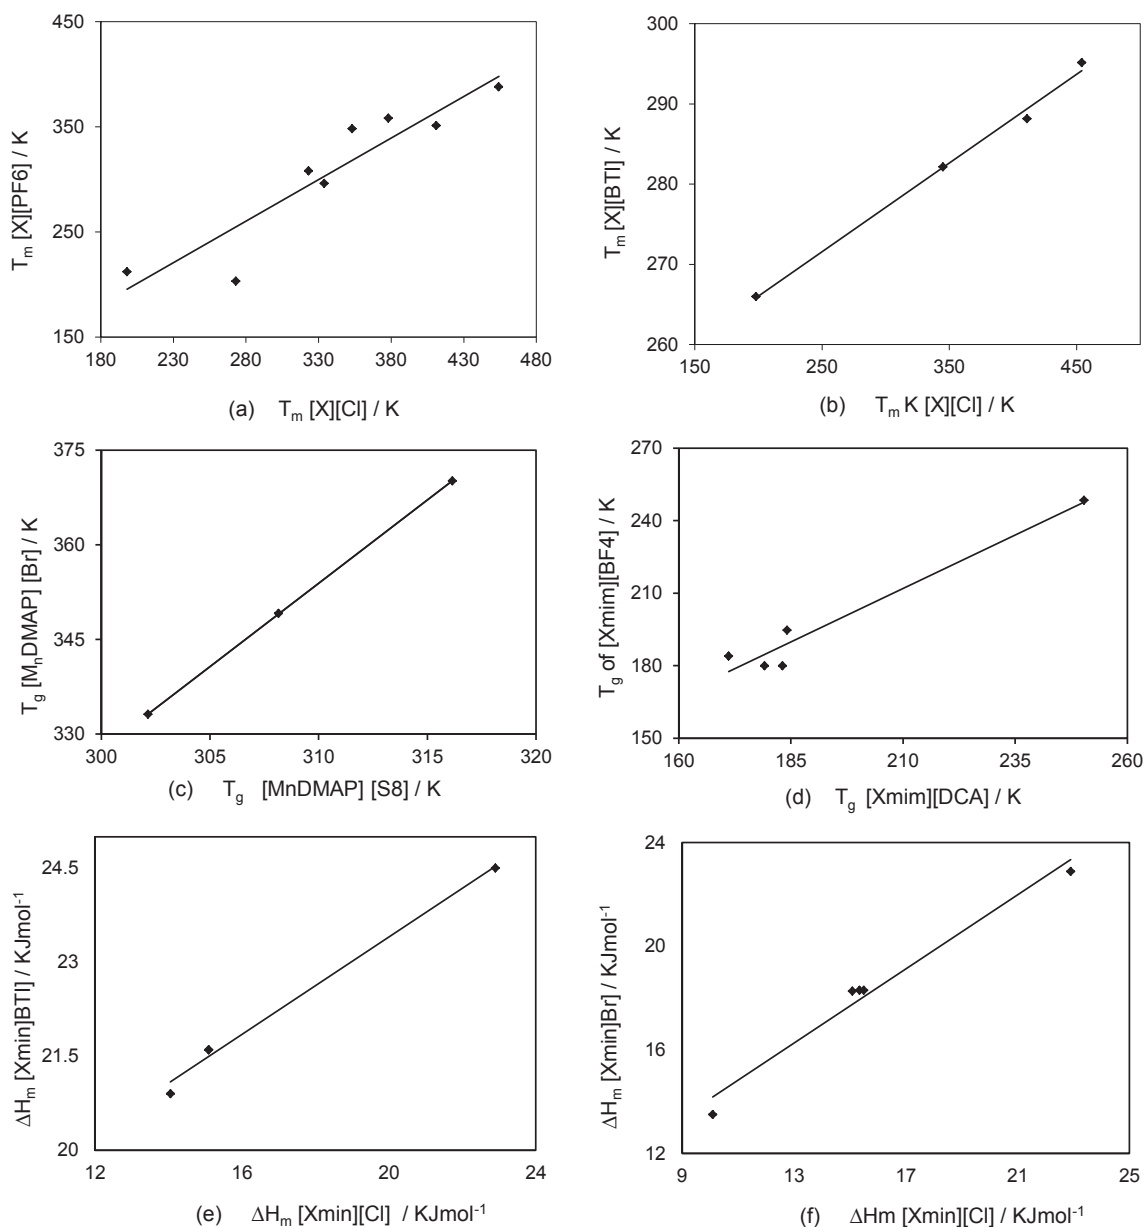 450
350
250
150
180 230 280 330 380 430 480
T_m [X][PF6] / K
(a) T_m [X][Cl] / K
300
290
280
270
260
150 250 350 450
T_m [X][BTI] / K
(b) T_m K [X][Cl] / K
375
360
345
330
300 305 310 315 320
T_g [M_nDMAP] [Br] / K
(c) T_g [MnDMAP] [S8] / K
270
240
210
180
150
160 185 210 235 260
T_g of [Xmim][BF4] / K
(d) T_g [Xmim][DCA] / K
24.5
23
21.5
20
12 16 20 24
ΔH_m [Xmin]BTI] / KJmol⁻¹
(e) ΔH_m [Xmin][Cl] / KJmol⁻¹
24
20
16
12
9 13 17 21 25
ΔH_m [Xmin]Br] / KJmol⁻¹
(f) ΔHm [Xmin][Cl] / KJmol⁻¹